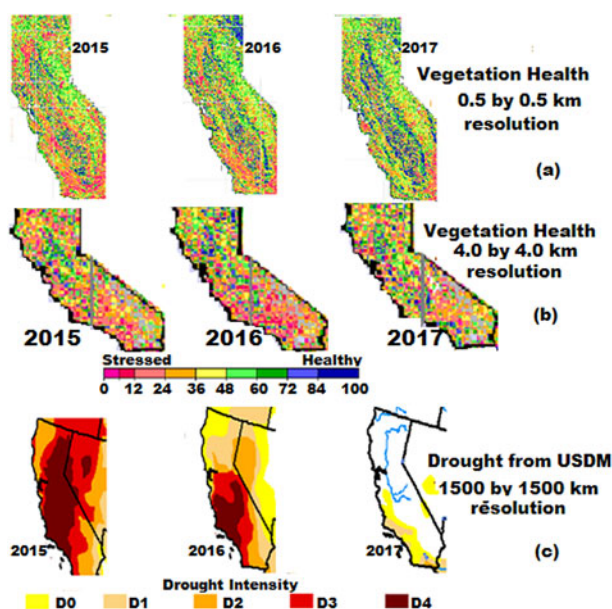 2015
2016
2017
Vegetation Health
0.5 by 0.5 km
resolution
(a)
Vegetation Health
4.0 by 4.0 km
resolution
(b)
2015
2016
2017
Stressed Healthy
0 12 24 36 48 60 72 84 100
Drought from USDM
1500 by 1500 km
resolution
(c)
2015
2016
2017
Drought Intensity
D0 D1 D2 D3 D4